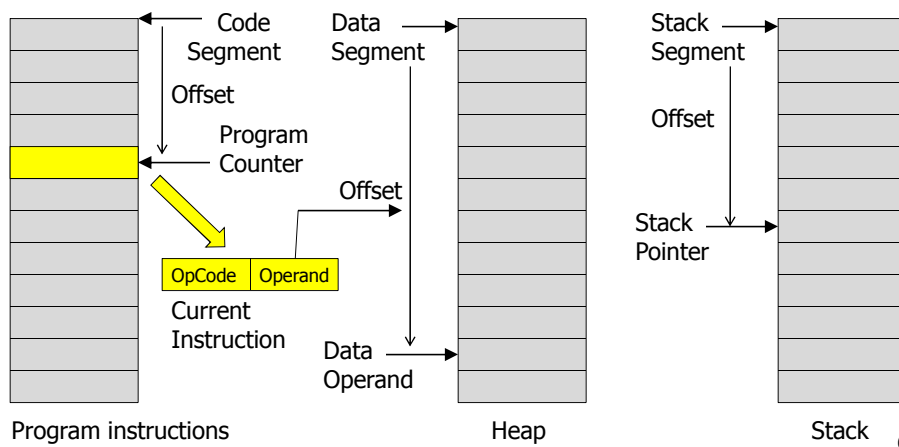 Code
Segment
Offset
Program
Counter
OpCode
Operand
Current
Instruction
Program instructions
Data
Segment
Offset
Data
Operand
Heap
Stack
Segment
Offset
Stack
Pointer
Stack